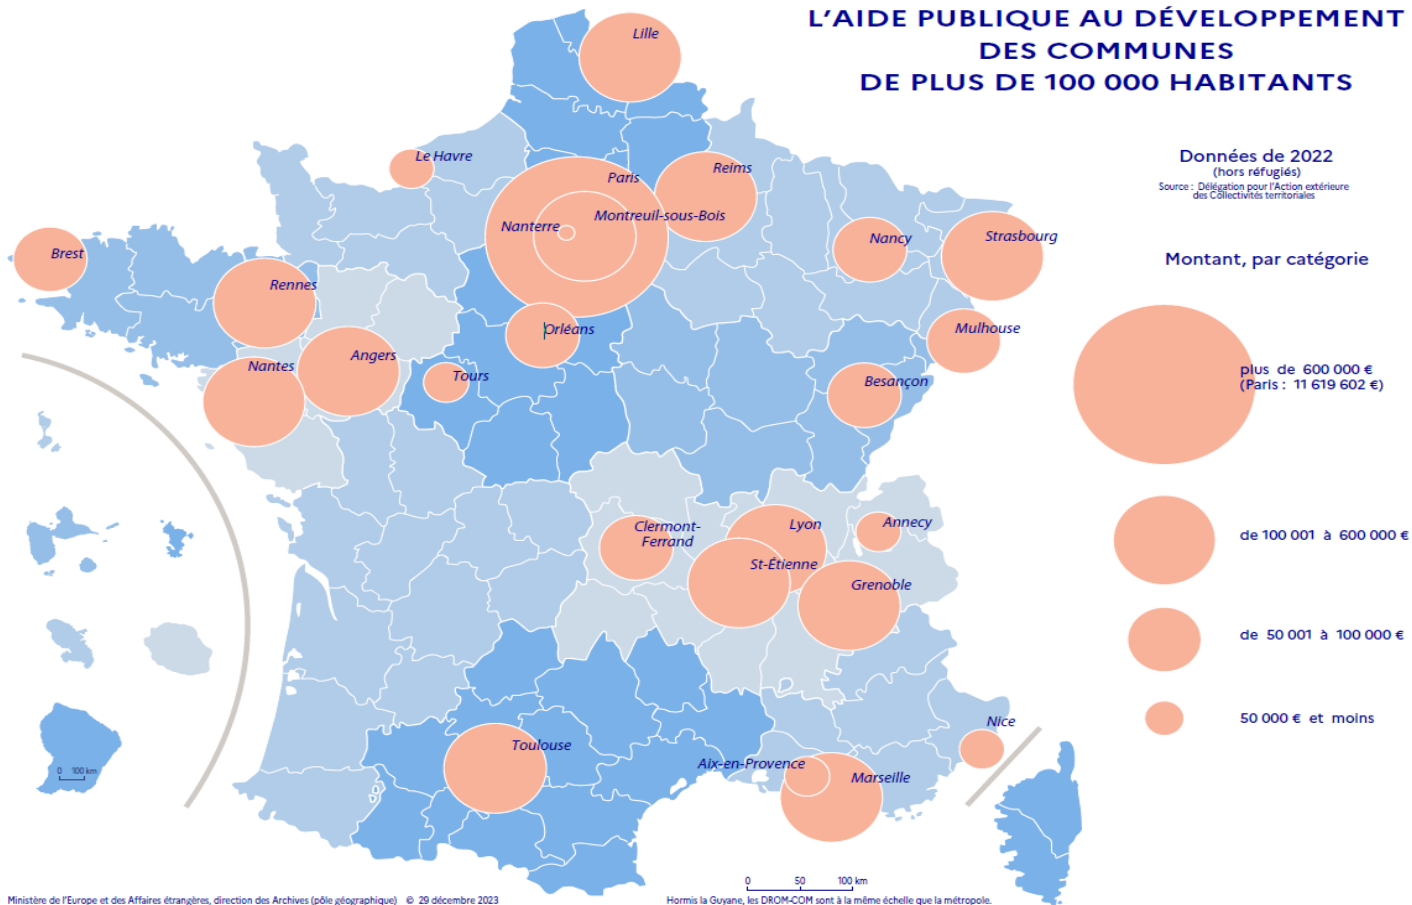 L'AIDE PUBLIQUE AU DÉVELOPPEMENT
DES COMMUNES
DE PLUS DE 100 000 HABITANTS
Données de 2022
(hors réfugiés)
Source : Délégation pour l'Action extérieure
des Collectivités territoriales
Montant, par catégorie
plus de 600 000 €
(Paris : 11 619 602 €)
de 100 001 à 600 000 €
de 50 001 à 100 000 €
50 000 € et moins
Lille
Le Havre
Paris
Reims
Montreuil-sous-Bois
Nanterre
Nancy
Strasbourg
Brest
Rennes
Orléans
Mulhouse
Angers
Nantes
Tours
Besançon
Clermont-
Ferrand
Lyon
Annecy
St-Étienne
Grenoble
Nice
Toulouse
Aix-en-Provence
Marseille
0 100 km
0 50 100 km
Ministère de l'Europe et des Affaires étrangères, direction des Archives (pôle géographique) © 29 décembre 2023
Hormis la Guyane, les DROM-COM sont à la même échelle que la métropole.